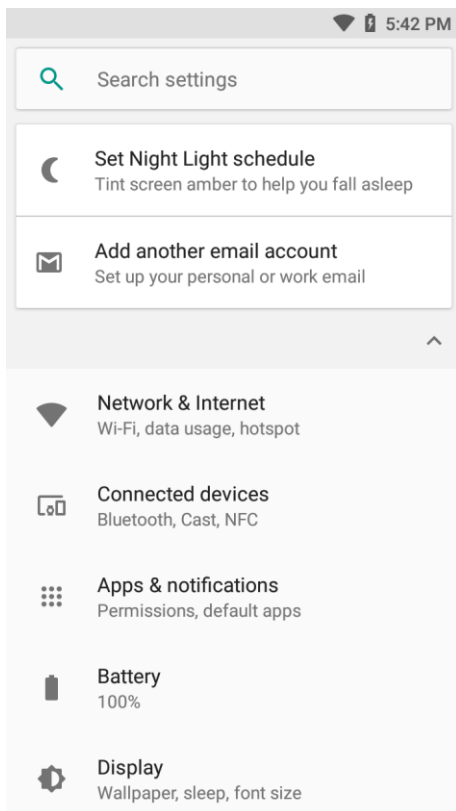 5:42 PM
Search settings
Set Night Light schedule
Tint screen amber to help you fall asleep
Add another email account
Set up your personal or work email
Network & Internet
Wi-Fi, data usage, hotspot
Connected devices
Bluetooth, Cast, NFC
Apps & notifications
Permissions, default apps
Battery
100%
Display
Wallpaper, sleep, font size